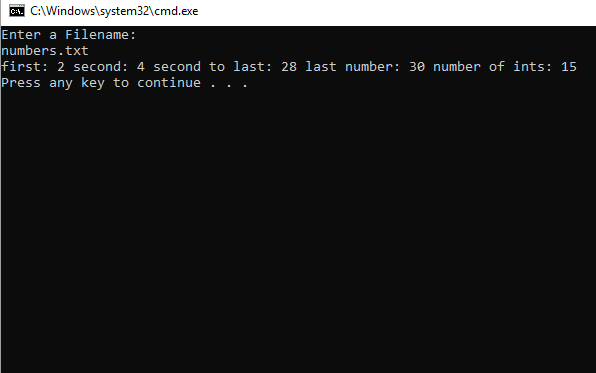 C:\Windows\system32\cmd.exe
Enter a Filename:
numbers.txt
first: 2 second: 4 second to last: 28 last number: 30 number of ints: 15
Press any key to continue . . .